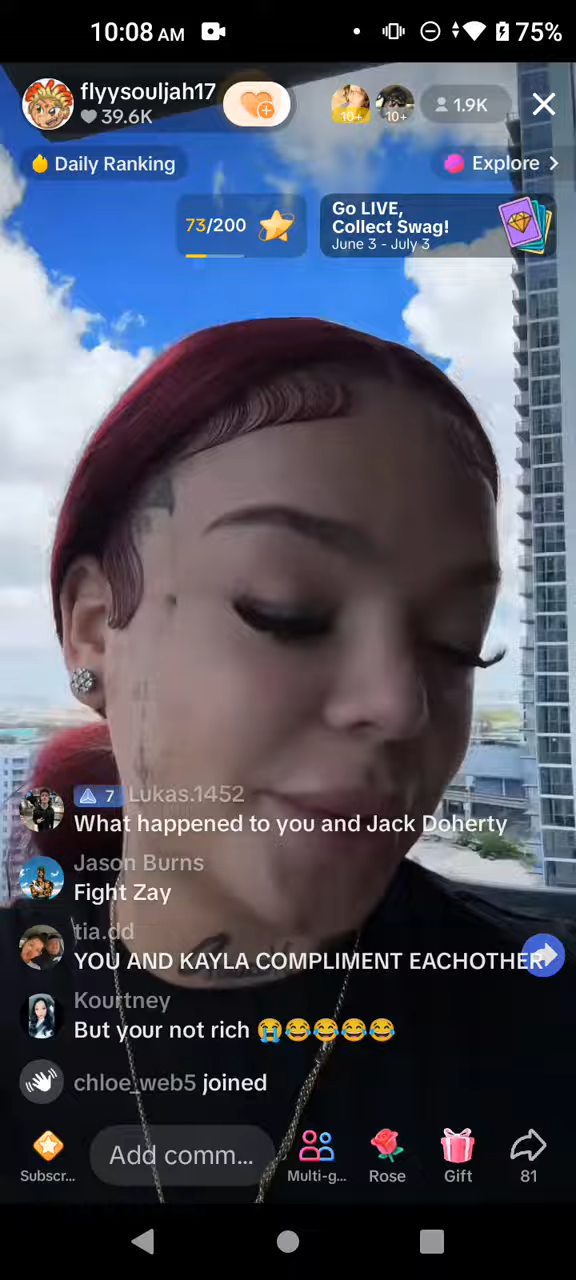 10:08 AM
75%
flyysouljah17
39.6K
10+
10+
1.9K
Daily Ranking
Explore >
73/200
Go LIVE,
Collect Swag!
June 3 - July 3
7 Lukas.1452
What happened to you and Jack Doherty
Jason Burns
Fight Zay
tia.dd
YOU AND KAYLA COMPLIMENT EACHOTHER
Kourtney
But your not rich 😭😂😂😂😂
chloe_web5 joined
Add comm...
Subscr...
Multi-g...
Rose
Gift
81